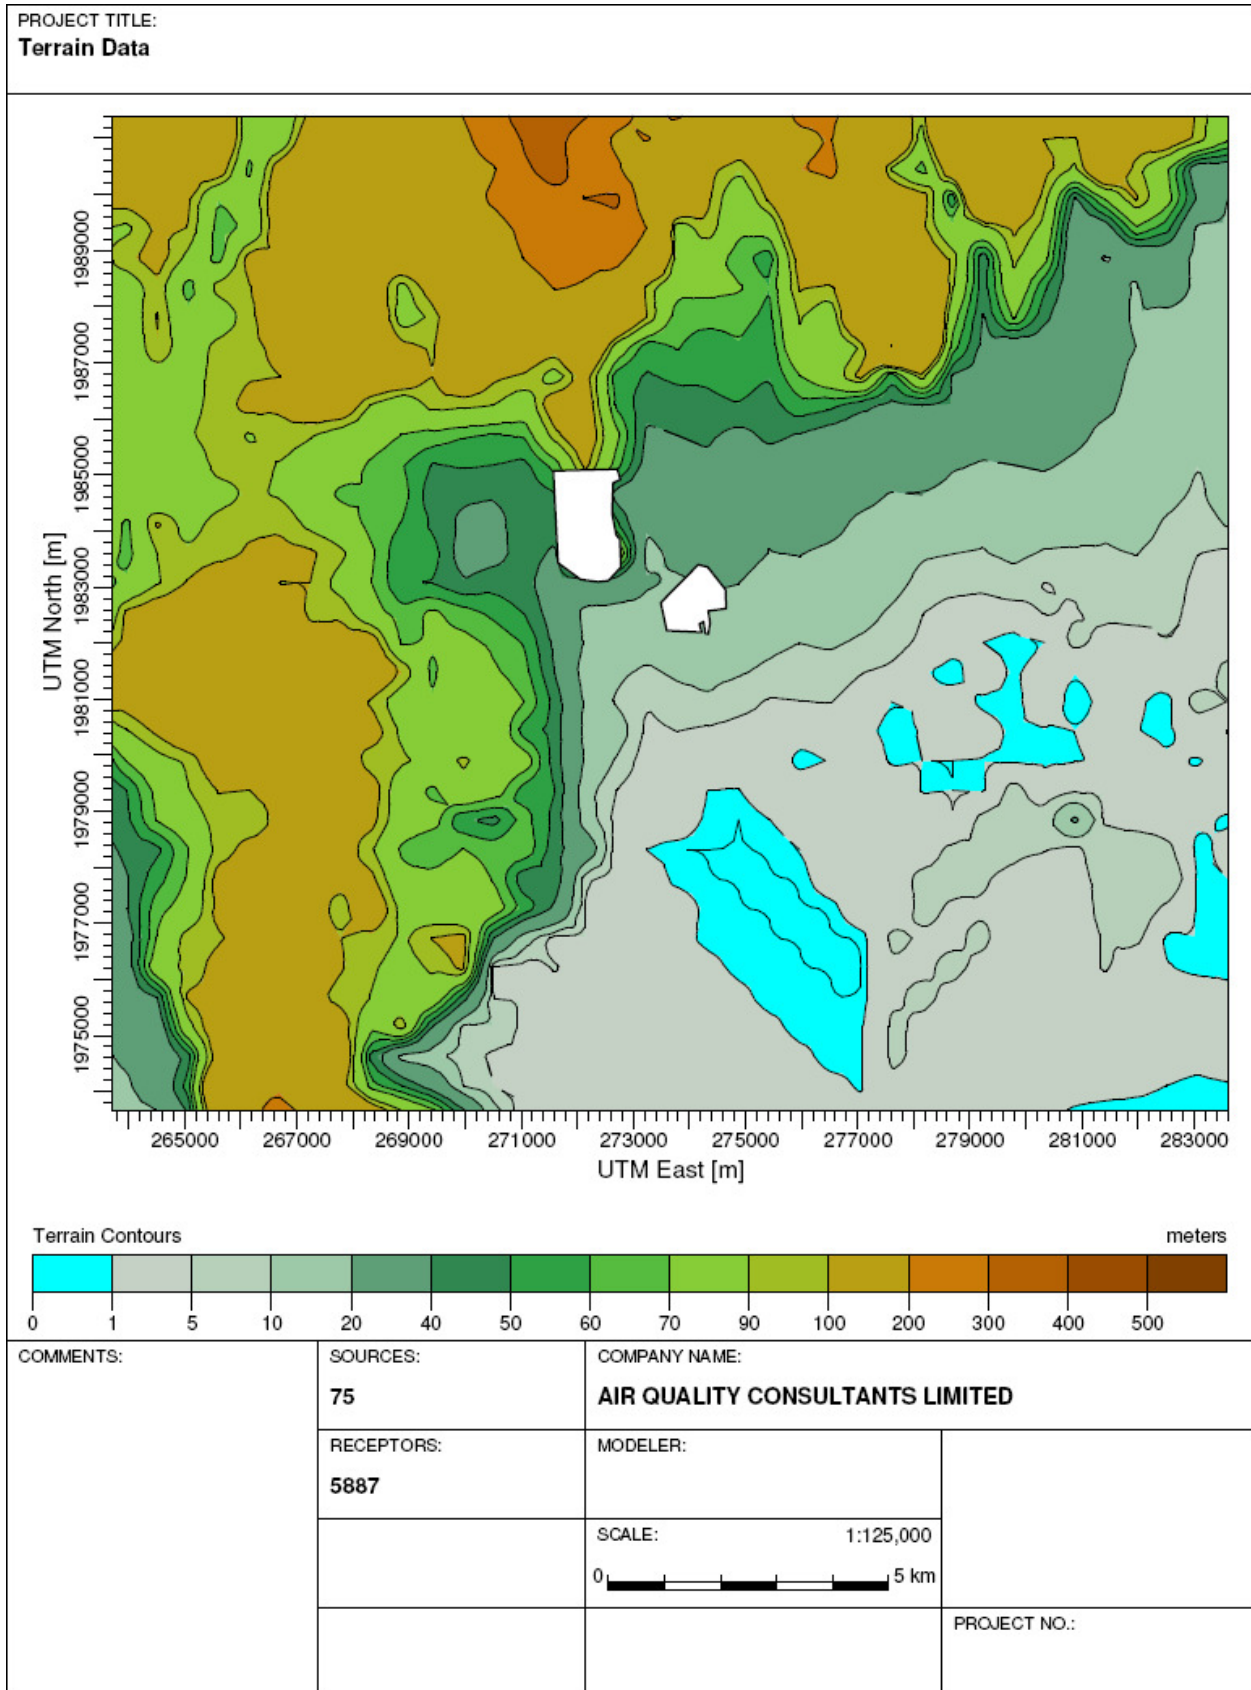 PROJECT TITLE:
Terrain Data
UTM North [m]
1989000
1987000
1985000
1983000
1981000
1979000
1977000
1975000
265000 267000 269000 271000 273000 275000 277000 279000 281000 283000
UTM East [m]
Terrain Contours meters
0 1 5 10 20 40 50 60 70 90 100 200 300 400 500
COMMENTS:
SOURCES:
75
COMPANY NAME:
AIR QUALITY CONSULTANTS LIMITED
RECEPTORS:
5887
MODELER:
SCALE: 1:125,000
0 5 km
PROJECT NO.: